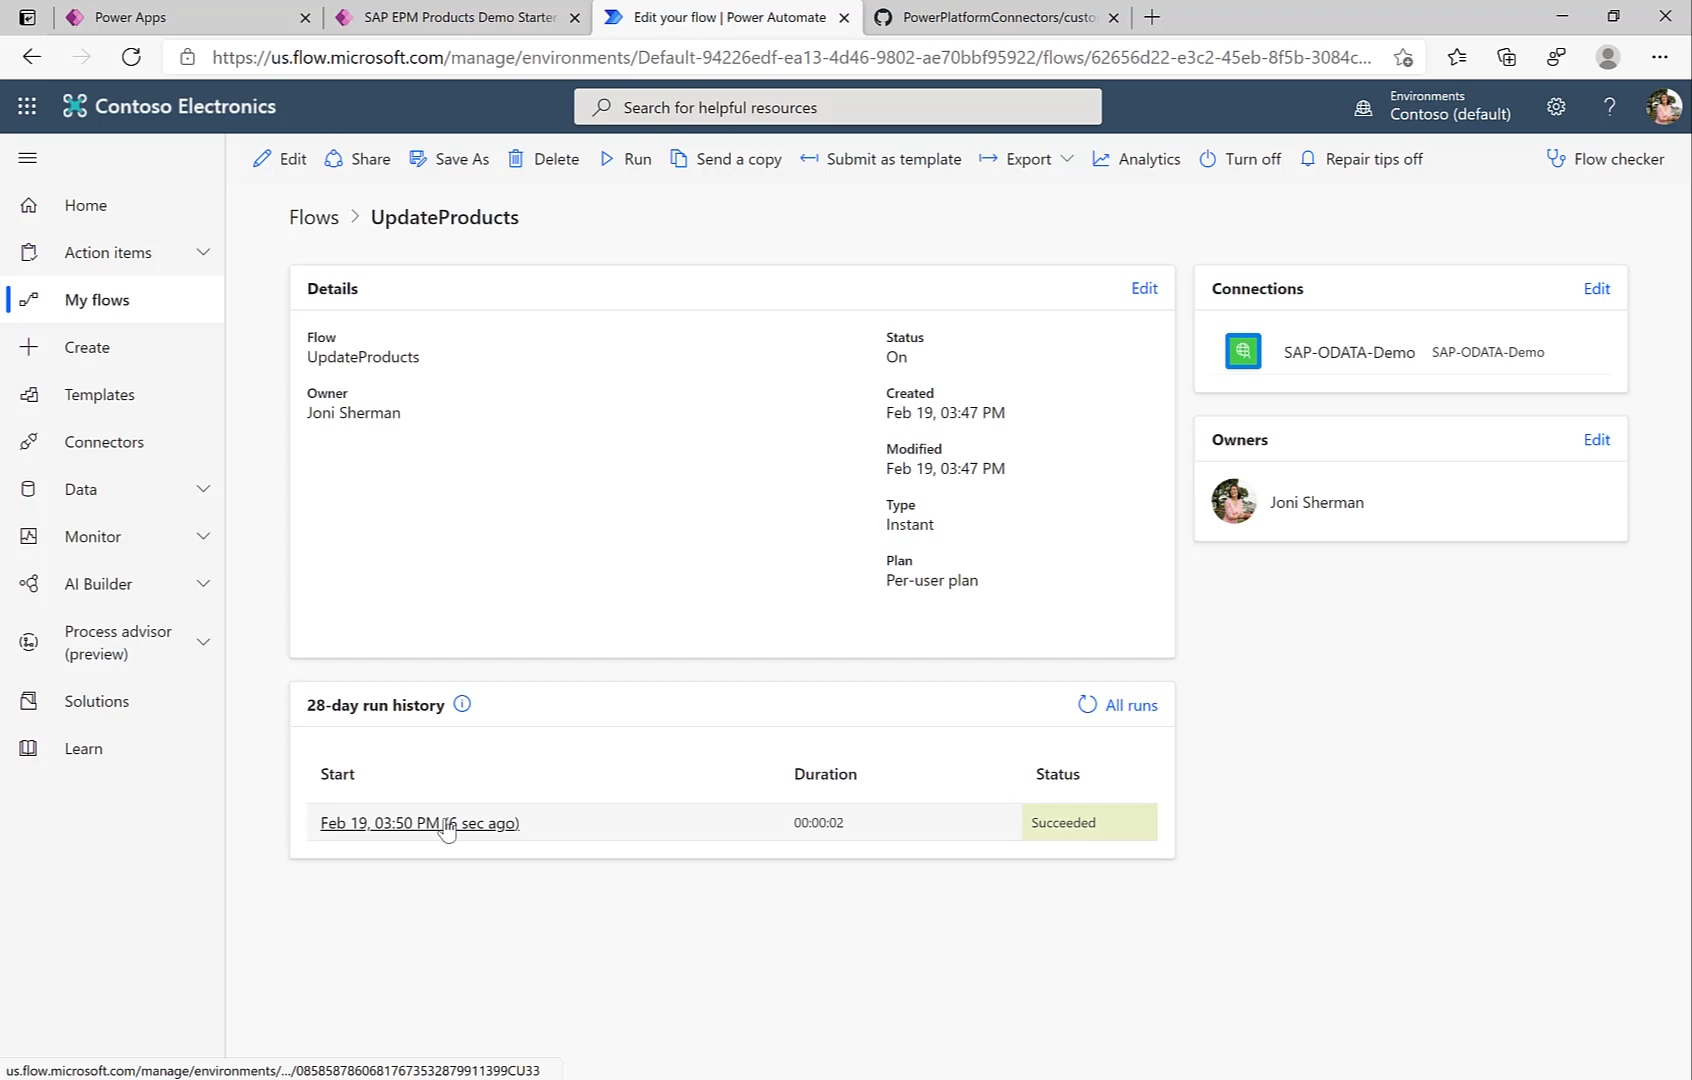 Power Apps
SAP EPM Products Demo Starter
Edit your flow | Power Automate
PowerPlatformConnectors/custo
https://us.flow.microsoft.com/manage/environments/Default-94226edf-ea13-4d46-9802-ae70bbf95922/flows/62656d22-e3c2-45eb-8f5b-3084c...
Contoso Electronics
Search for helpful resources
Environments
Contoso (default)
Edit
Share
Save As
Delete
Run
Send a copy
Submit as template
Export
Analytics
Turn off
Repair tips off
Flow checker
Home
Action items
My flows
Create
Templates
Connectors
Data
Monitor
AI Builder
Process advisor
(preview)
Solutions
Learn
Flows > UpdateProducts
Details
Edit
Flow
UpdateProducts
Owner
Joni Sherman
Status
On
Created
Feb 19, 03:47 PM
Modified
Feb 19, 03:47 PM
Type
Instant
Plan
Per-user plan
Connections
Edit
SAP-ODATA-Demo SAP-ODATA-Demo
Owners
Edit
Joni Sherman
28-day run history
All runs
Start Duration Status
Feb 19, 03:50 PM (6 sec ago) 00:00:02 Succeeded
us.flow.microsoft.com/manage/environments/.../08585878606817673532879911399CU33